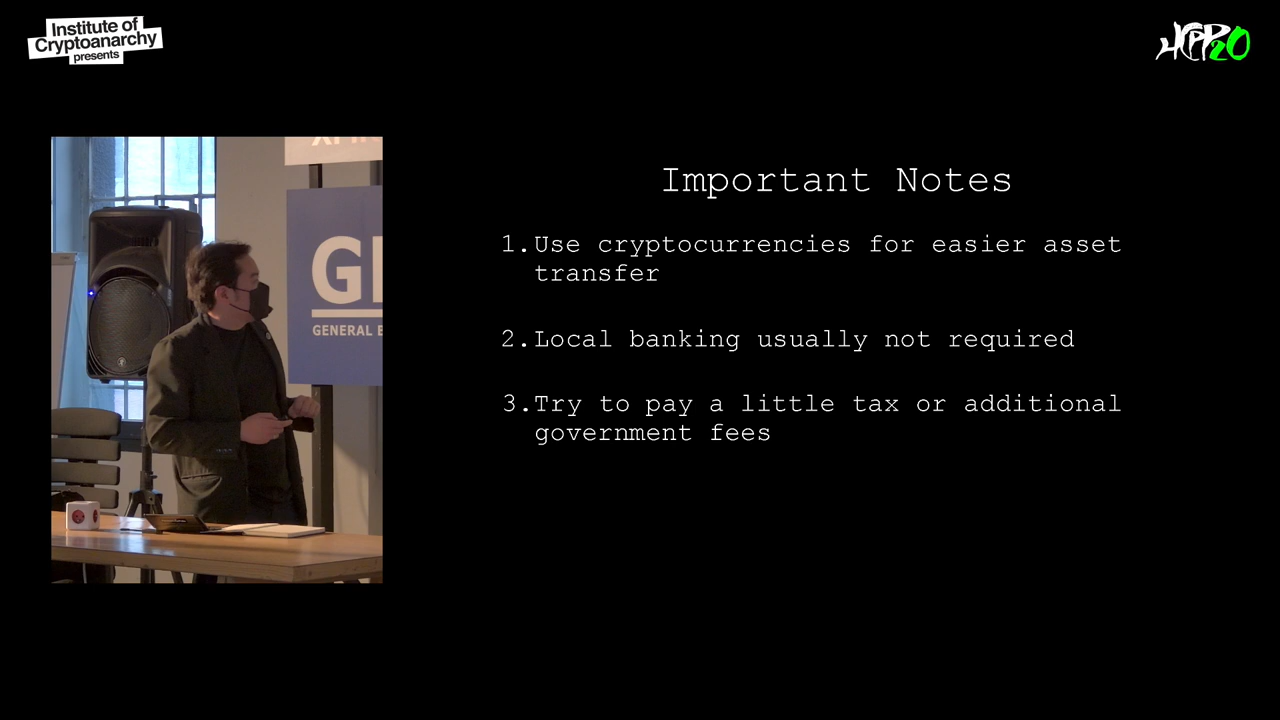 Institute of
Cryptoanarchy
presents
HCPP20
Important Notes
1.Use cryptocurrencies for easier asset
transfer
2.Local banking usually not required
3.Try to pay a little tax or additional
government fees
GENERAL